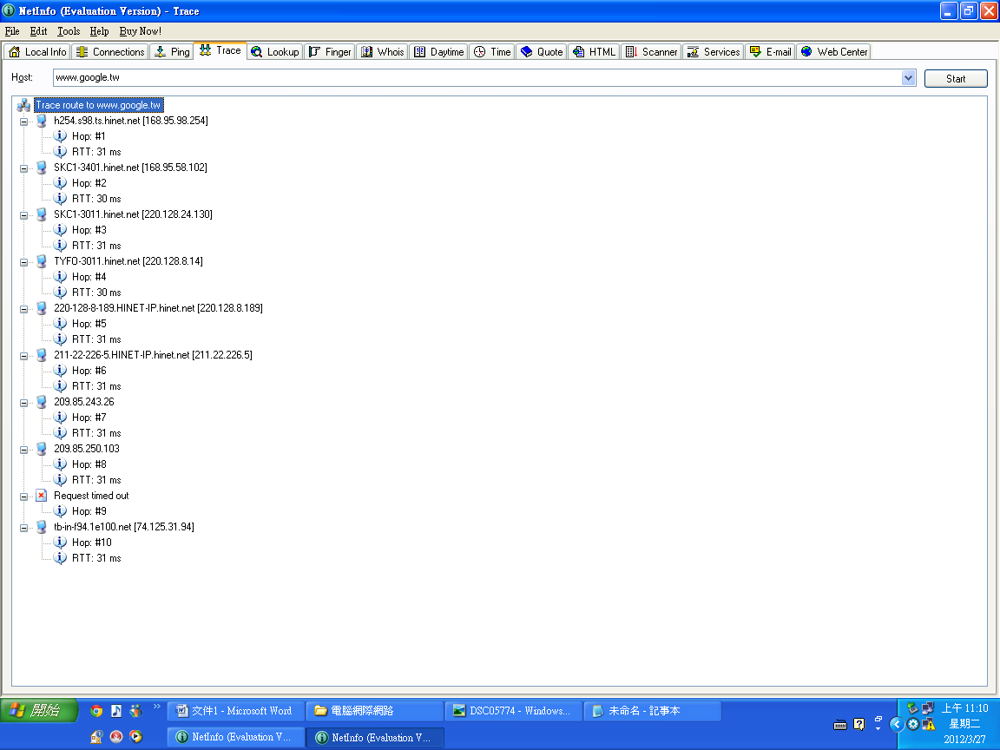 NetInfo (Evaluation Version) - Trace
File Edit Tools Help Buy Now!
Local Info Connections Ping Trace Lookup Finger Whois Daytime Time Quote HTML Scanner Services E-mail Web Center
Host: www.google.tw Start
Trace route to www.google.tw
h254.s98.ts.hinet.net [168.95.98.254]
Hop: #1
RTT: 31 ms
SKC1-3401.hinet.net [168.95.58.102]
Hop: #2
RTT: 30 ms
SKC1-3011.hinet.net [220.128.24.130]
Hop: #3
RTT: 31 ms
TYFO-3011.hinet.net [220.128.8.14]
Hop: #4
RTT: 30 ms
220-128-8-189.HINET-IP.hinet.net [220.128.8.189]
Hop: #5
RTT: 31 ms
211-22-226-5.HINET-IP.hinet.net [211.22.226.5]
Hop: #6
RTT: 31 ms
209.85.243.26
Hop: #7
RTT: 31 ms
209.85.250.103
Hop: #8
RTT: 31 ms
Request timed out
Hop: #9
tb-in-f94.1e100.net [74.125.31.94]
Hop: #10
RTT: 31 ms
開始 文件1 - Microsoft Word 電腦網際網路 DSC05774 - Windows... 未命名 - 記事本 上午 11:10
星期二
NetInfo (Evaluation V... NetInfo (Evaluation V... 2012/3/27